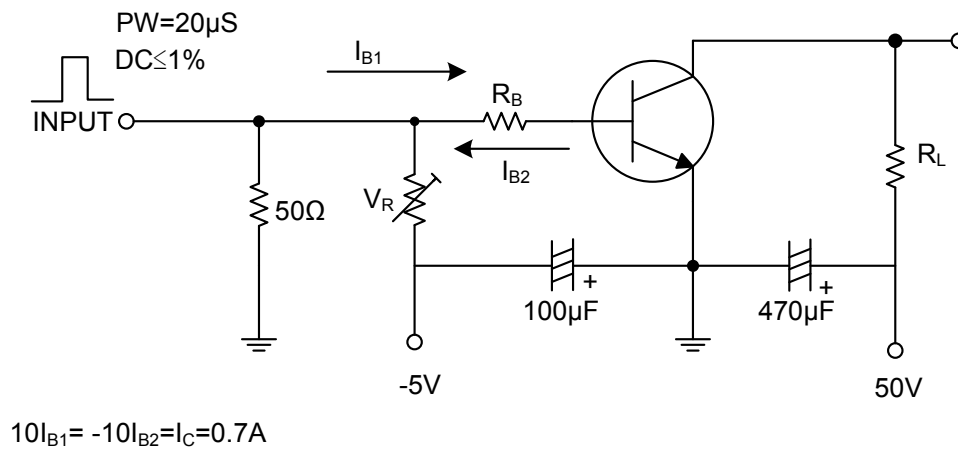 PW=20µS
DC≤1%
I_B1
INPUT
R_B
I_B2
50Ω
V_R
R_L
100µF
+
470µF
+
-5V
50V
10I_B1= -10I_B2=I_C=0.7A